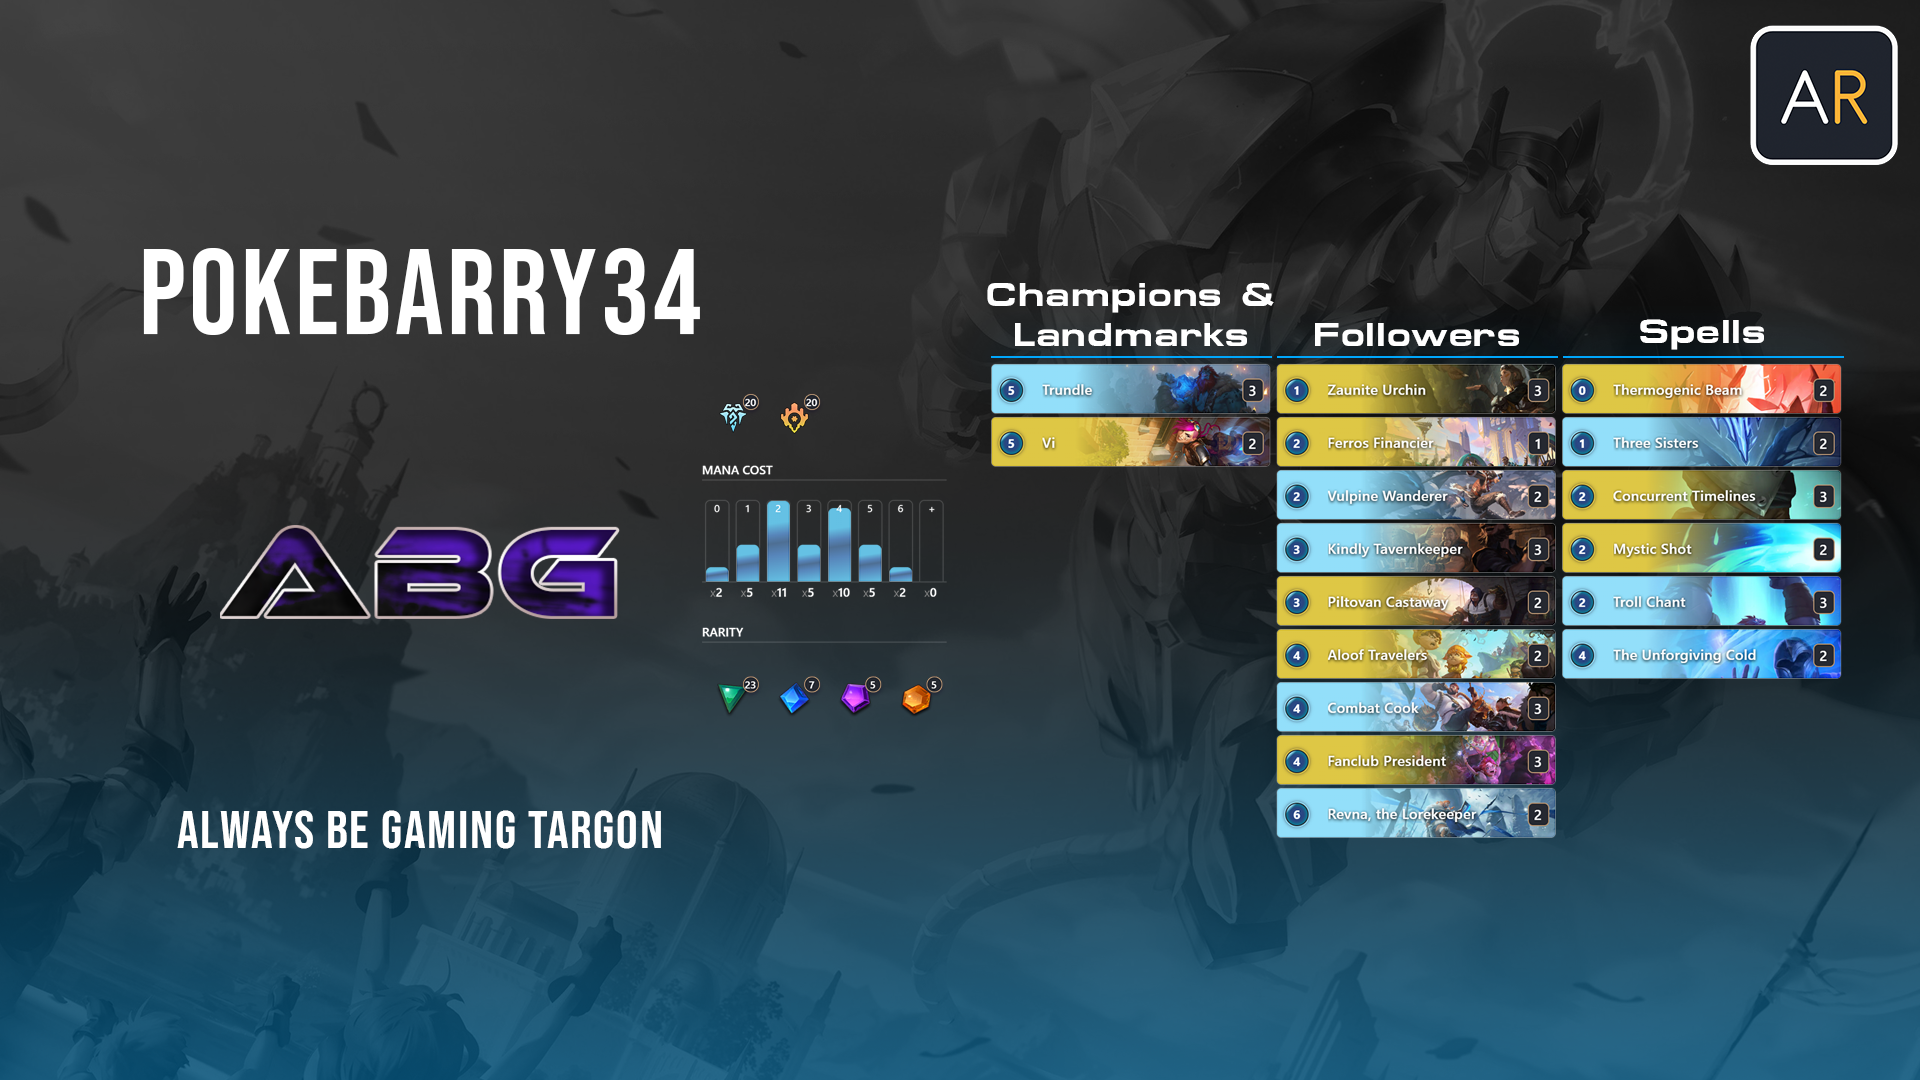 AR
POKEBARRY34
ABG
ALWAYS BE GAMING TARGON
20 20
MANA COST
0 1 2 3 4 5 6 +
x2 x5 x11 x5 x10 x5 x2 x0
RARITY
23 7 5 5
Champions &
Landmarks
5 Trundle 3
5 Vi 2
Followers
1 Zaunite Urchin 3
2 Ferros Financier 1
2 Vulpine Wanderer 2
3 Kindly Tavernkeeper 3
3 Piltovan Castaway 2
4 Aloof Travelers 2
4 Combat Cook 3
4 Fanclub President 3
6 Revna, the Lorekeeper 2
Spells
0 Thermogenic Beam 2
1 Three Sisters 2
2 Concurrent Timelines 3
2 Mystic Shot 2
2 Troll Chant 3
4 The Unforgiving Cold 2